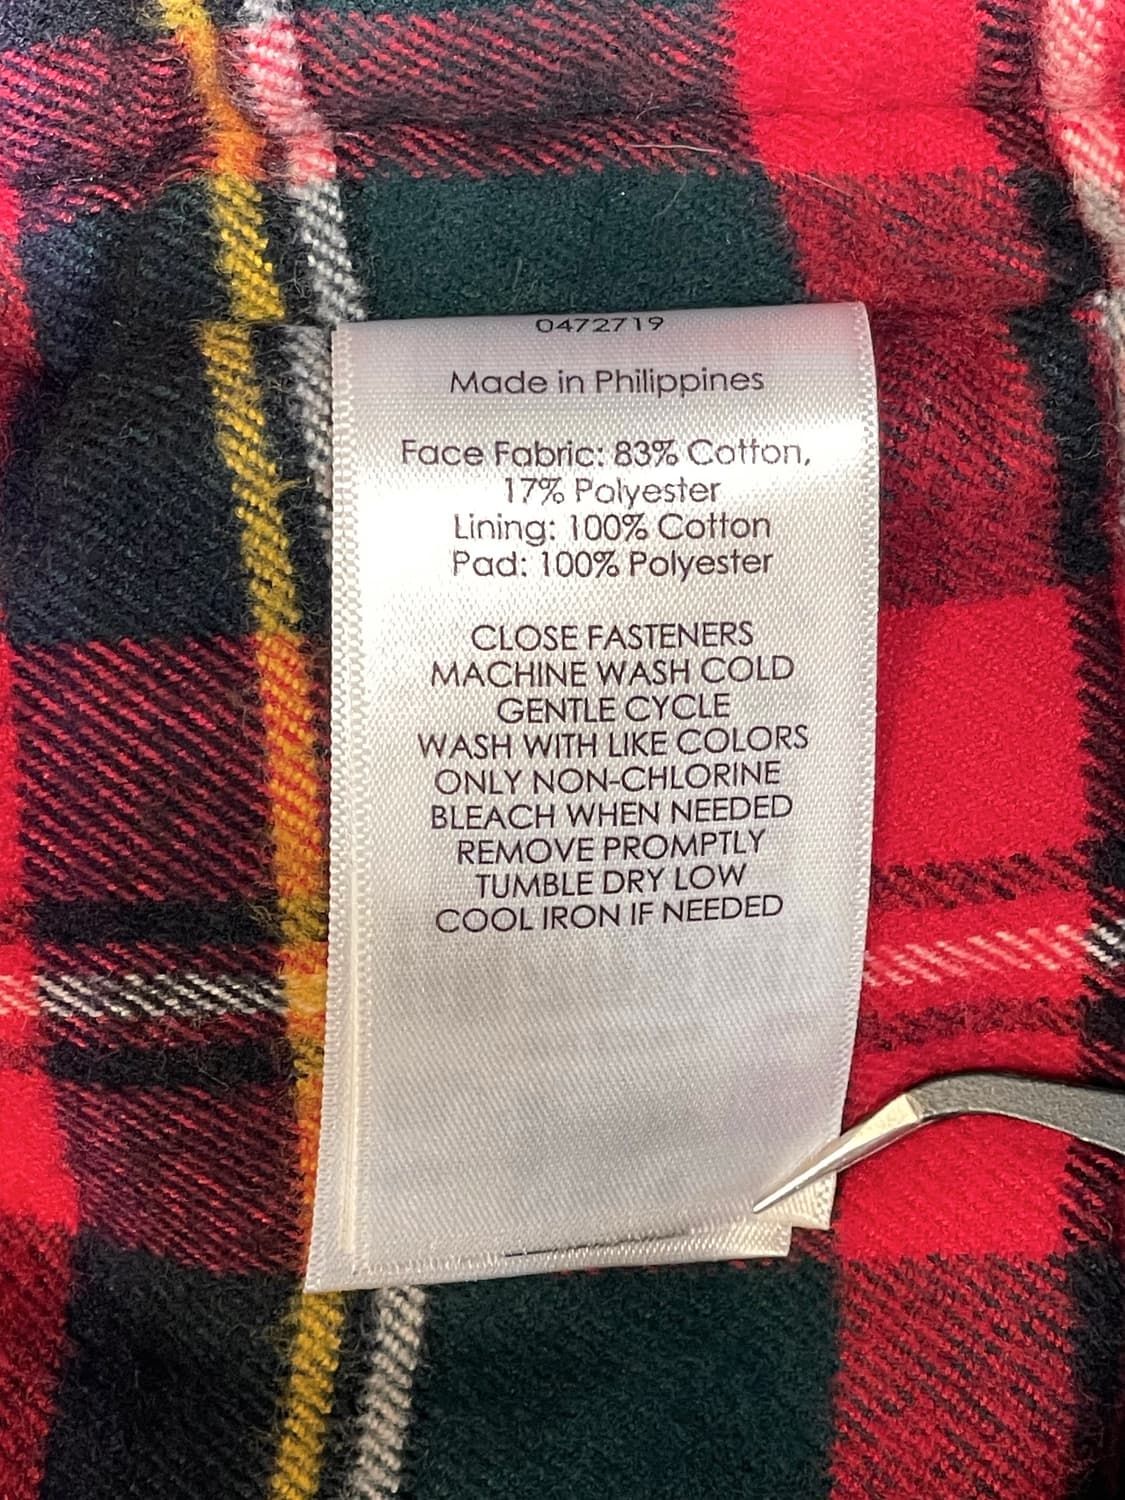 0472719
Made in Philippines
Face Fabric: 83% Cotton,
17% Polyester
Lining: 100% Cotton
Pad: 100% Polyester
CLOSE FASTENERS
MACHINE WASH COLD
GENTLE CYCLE
WASH WITH LIKE COLORS
ONLY NON-CHLORINE
BLEACH WHEN NEEDED
REMOVE PROMPTLY
TUMBLE DRY LOW
COOL IRON IF NEEDED